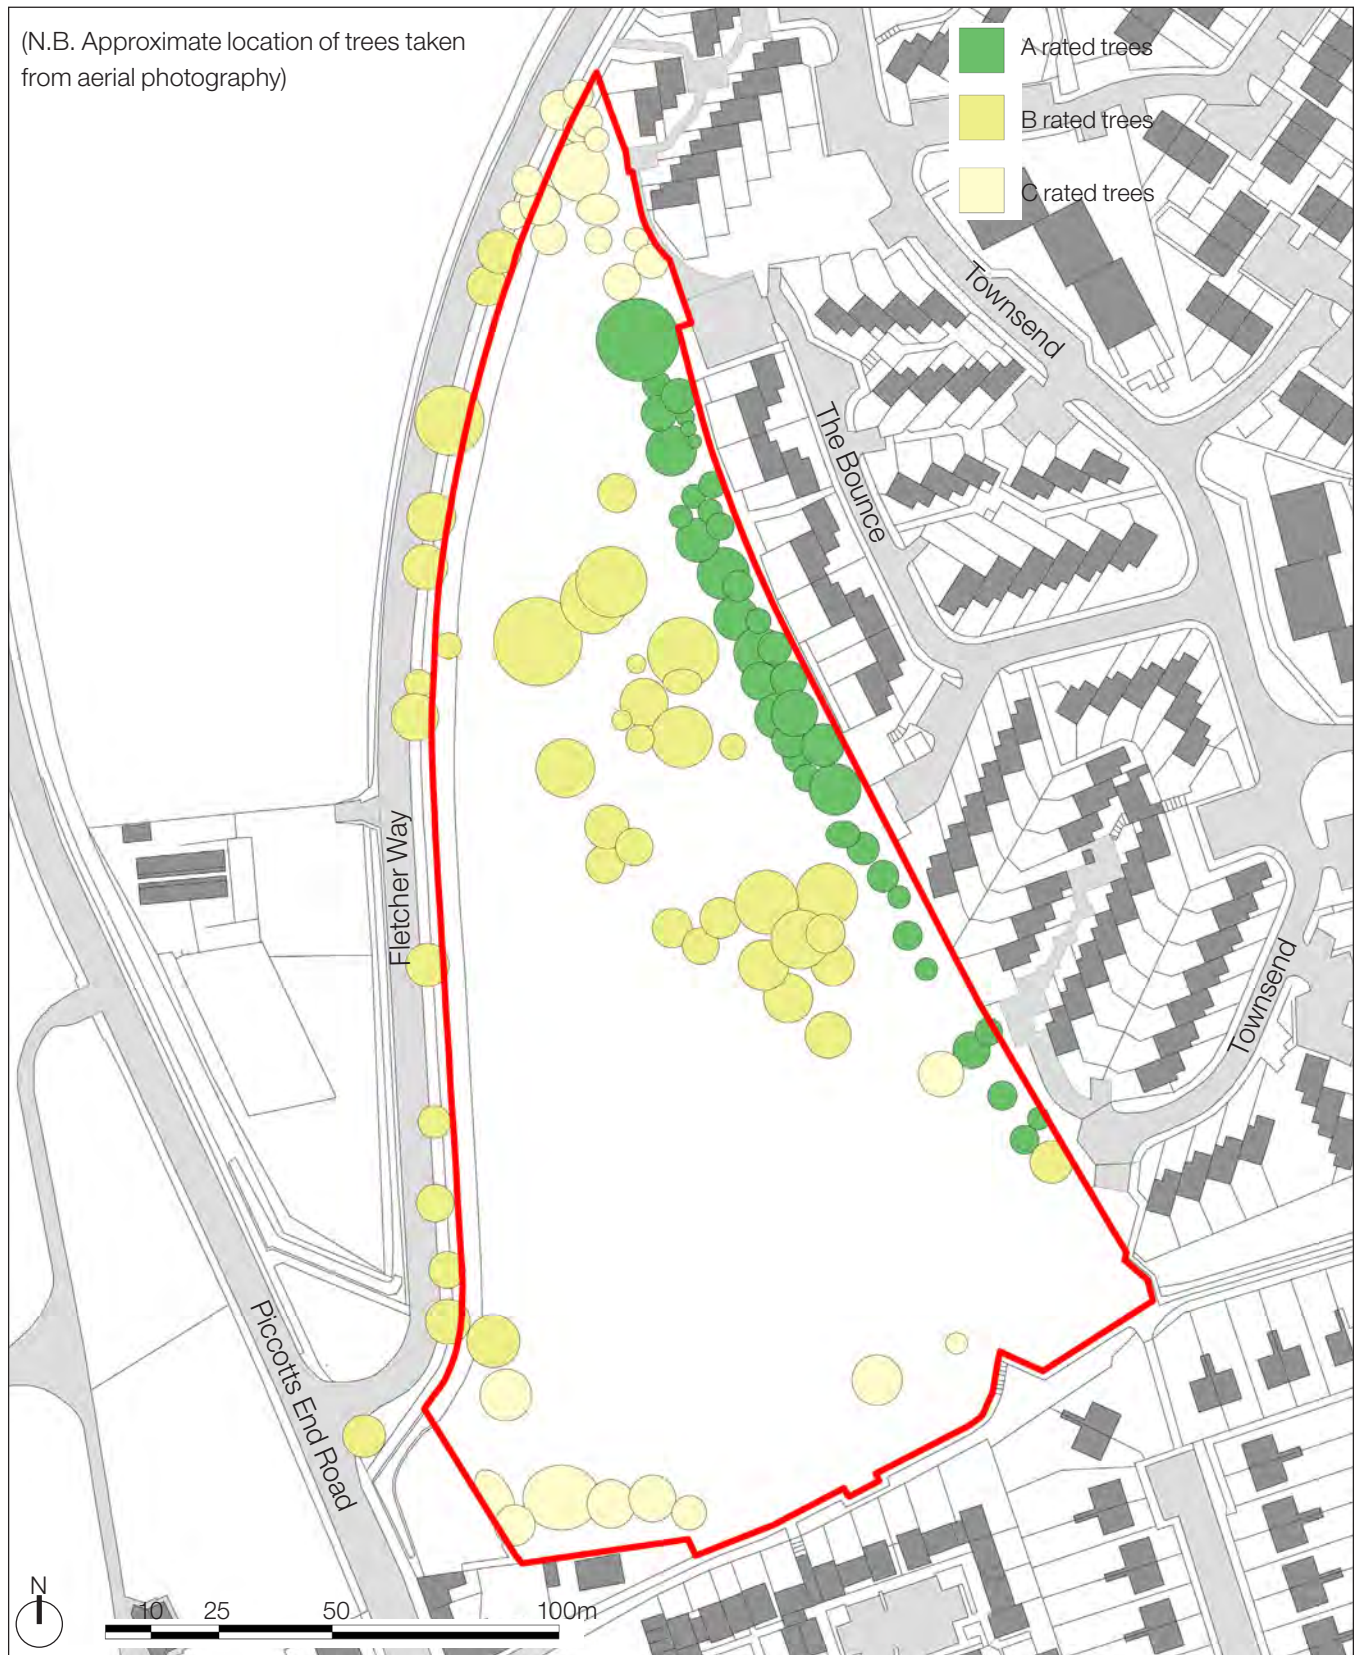 (N.B. Approximate location of trees taken
from aerial photography)
A rated trees
B rated trees
C rated trees
Townsend
The Bounce
Fletcher Way
Townsend
Piccotts End Road
N
10 25 50 100m